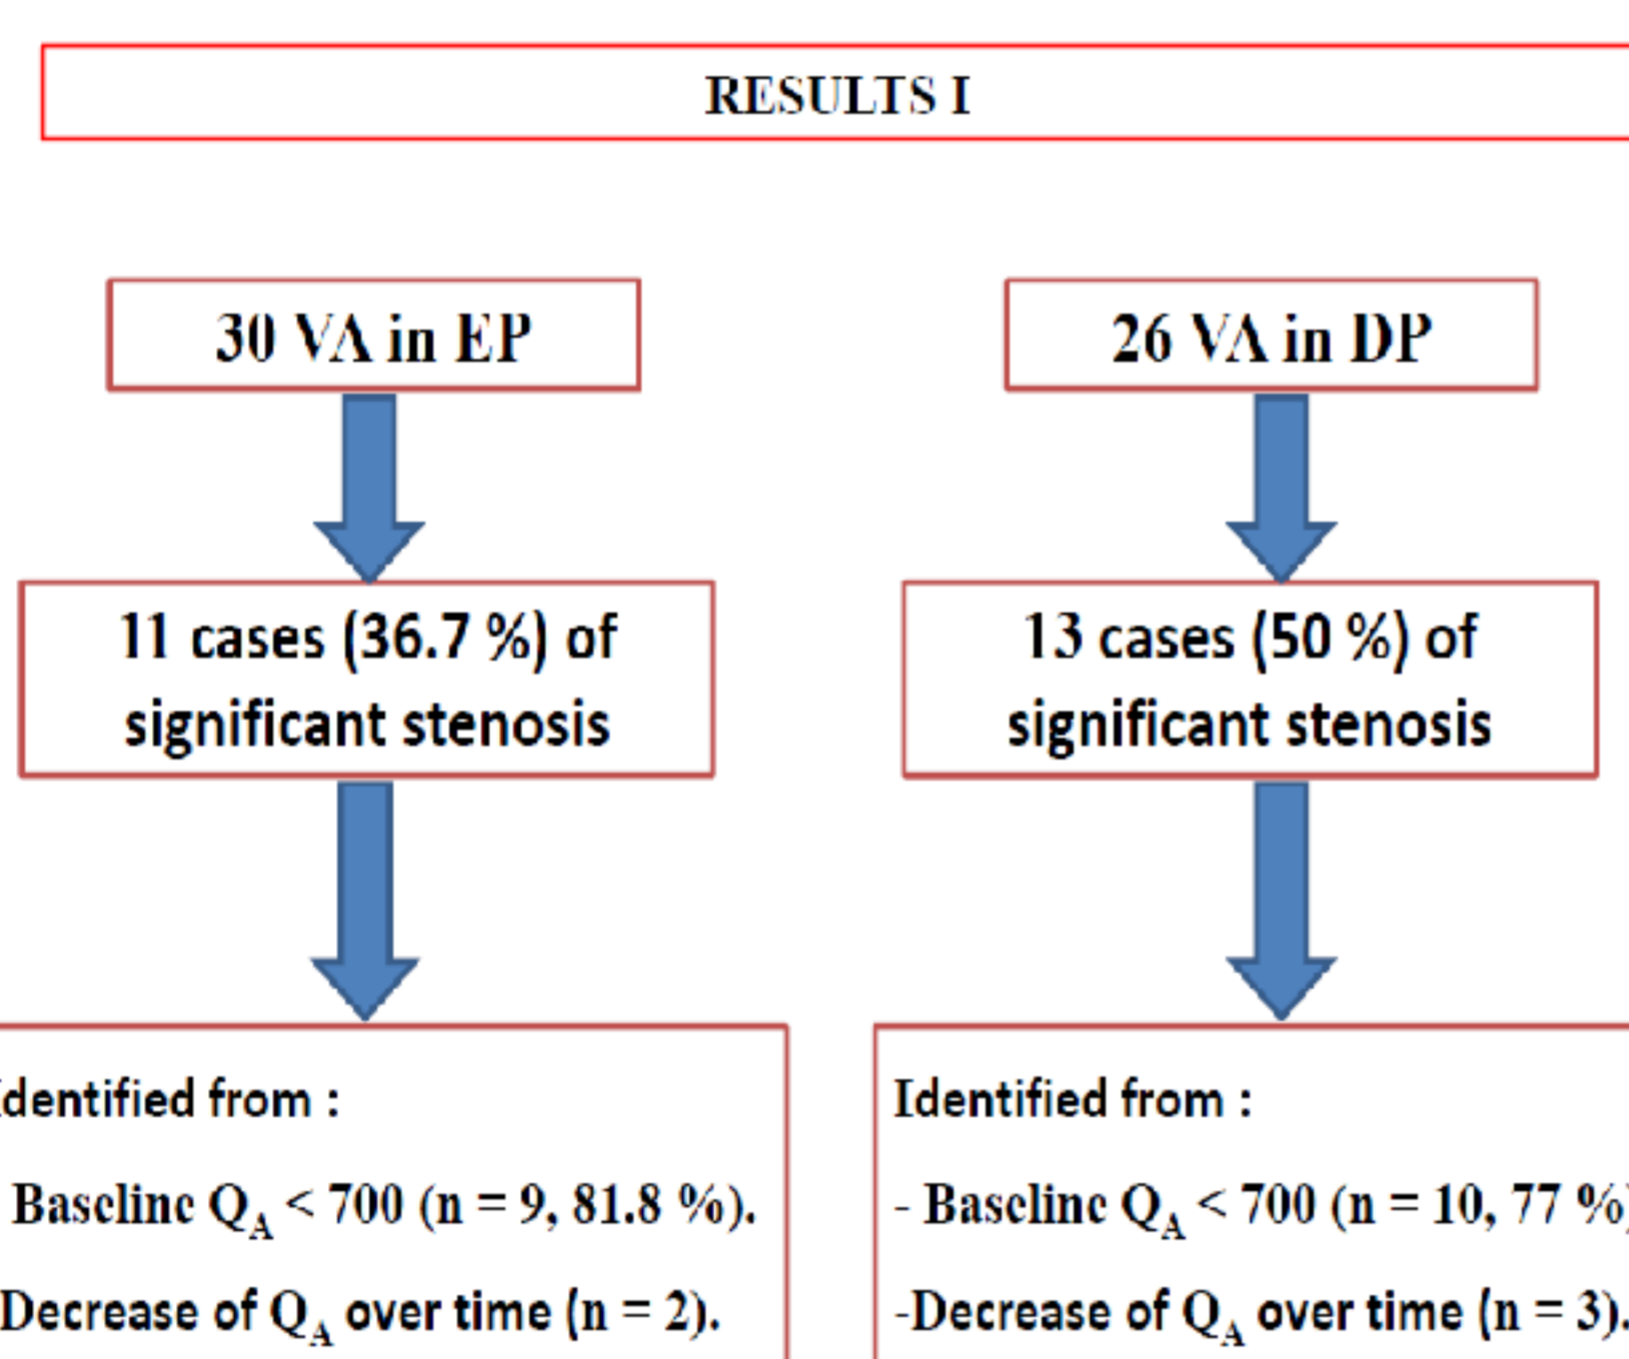 RESULTS I
30 VA in EP
26 VA in DP
11 cases (36.7 %) of
significant stenosis
13 cases (50 %) of
significant stenosis
Identified from :
Baseline QA < 700 (n = 9, 81.8 %).
Decrease of QA over time (n = 2).
Identified from :
- Baseline QA < 700 (n = 10, 77 %)
-Decrease of QA over time (n = 3).